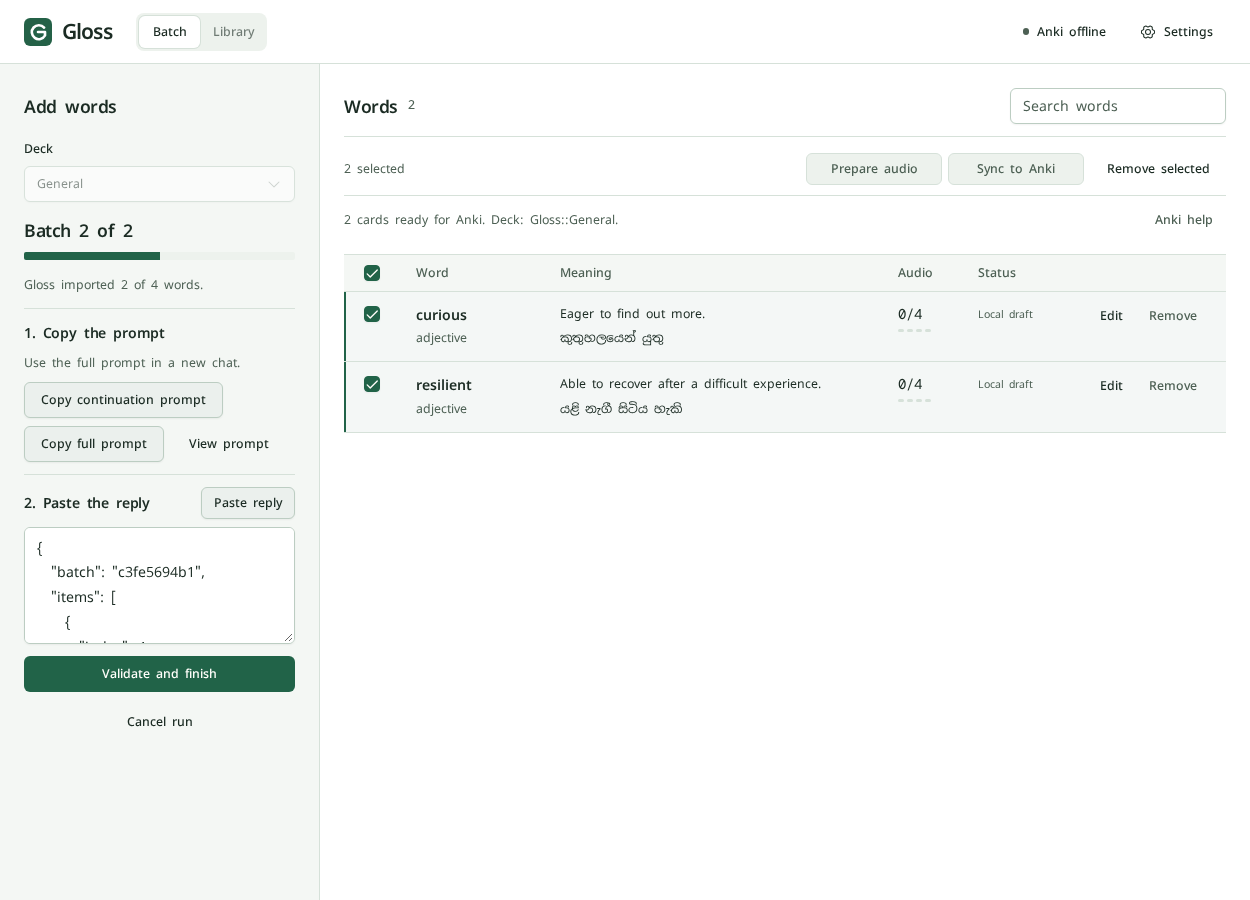 Gloss
Batch
Library
Anki offline
Settings
Add words
Deck
General
Batch 2 of 2
Gloss imported 2 of 4 words.
1. Copy the prompt
Use the full prompt in a new chat.
Copy continuation prompt
Copy full prompt
View prompt
2. Paste the reply
Paste reply
{
"batch": "c3fe5694b1",
"items": [
{
Validate and finish
Cancel run
Words 2
Search words
2 selected
Prepare audio
Sync to Anki
Remove selected
2 cards ready for Anki. Deck: Gloss::General.
Anki help
Word
Meaning
Audio
Status
curious
adjective
Eager to find out more.
කුතුහලයෙන් යුතු
0/4
Local draft
Edit
Remove
resilient
adjective
Able to recover after a difficult experience.
යළි නැගී සිටිය හැකි
0/4
Local draft
Edit
Remove